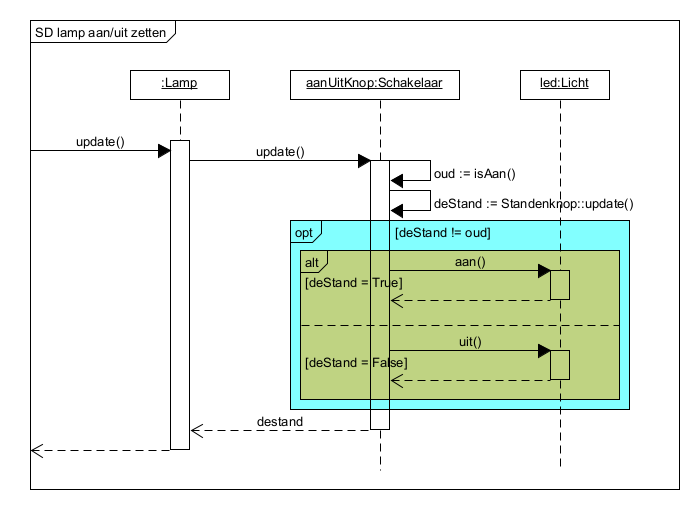 SD lamp aan/uit zetten
:Lamp
aanUitKnop:Schakelaar
led:Licht
update()
update()
oud := isAan()
deStand := Standenknop::update()
opt
[deStand != oud]
alt
aan()
[deStand = True]
uit()
[deStand = False]
destand